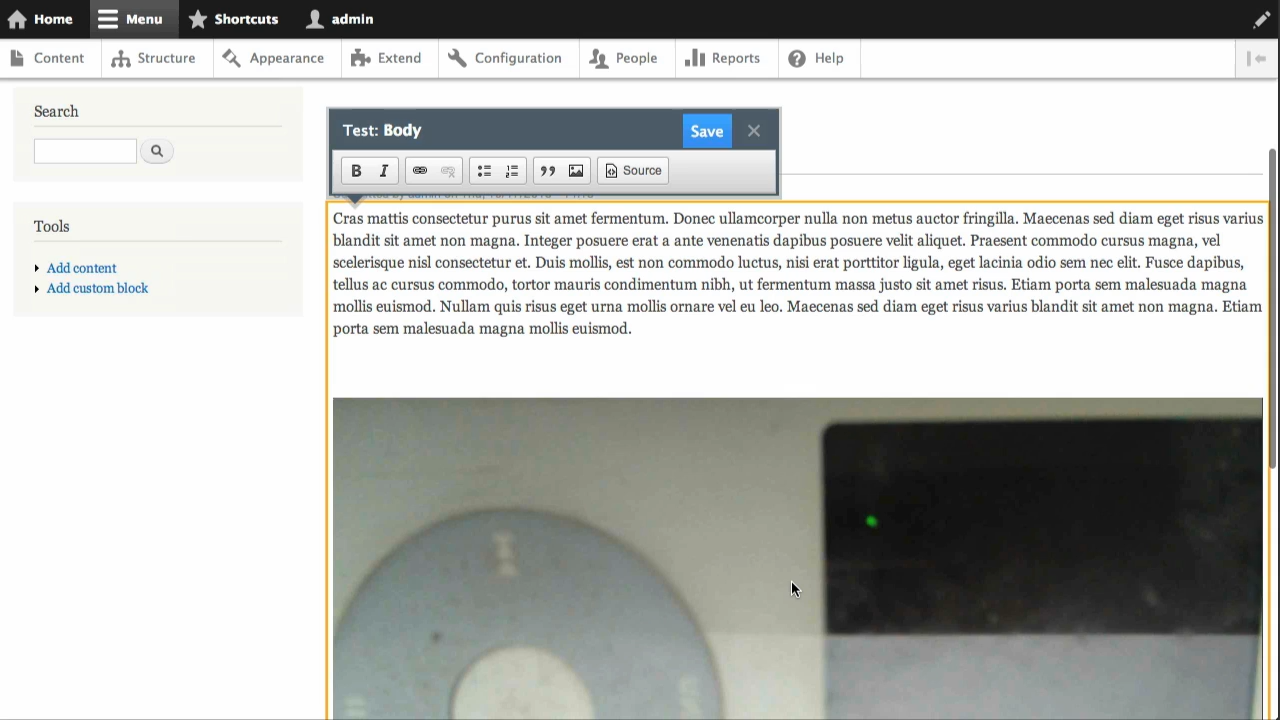 Home Menu Shortcuts admin
Content Structure Appearance Extend Configuration People Reports Help
Search
Tools
Add content
Add custom block
Test: Body Save
B I Source
Cras mattis consectetur purus sit amet fermentum. Donec ullamcorper nulla non metus auctor fringilla. Maecenas sed diam eget risus varius
blandit sit amet non magna. Integer posuere erat a ante venenatis dapibus posuere velit aliquet. Praesent commodo cursus magna, vel
scelerisque nisl consectetur et. Duis mollis, est non commodo luctus, nisi erat porttitor ligula, eget lacinia odio sem nec elit. Fusce dapibus,
tellus ac cursus commodo, tortor mauris condimentum nibh, ut fermentum massa justo sit amet risus. Etiam porta sem malesuada magna
mollis euismod. Nullam quis risus eget urna mollis ornare vel eu leo. Maecenas sed diam eget risus varius blandit sit amet non magna. Etiam
porta sem malesuada magna mollis euismod.